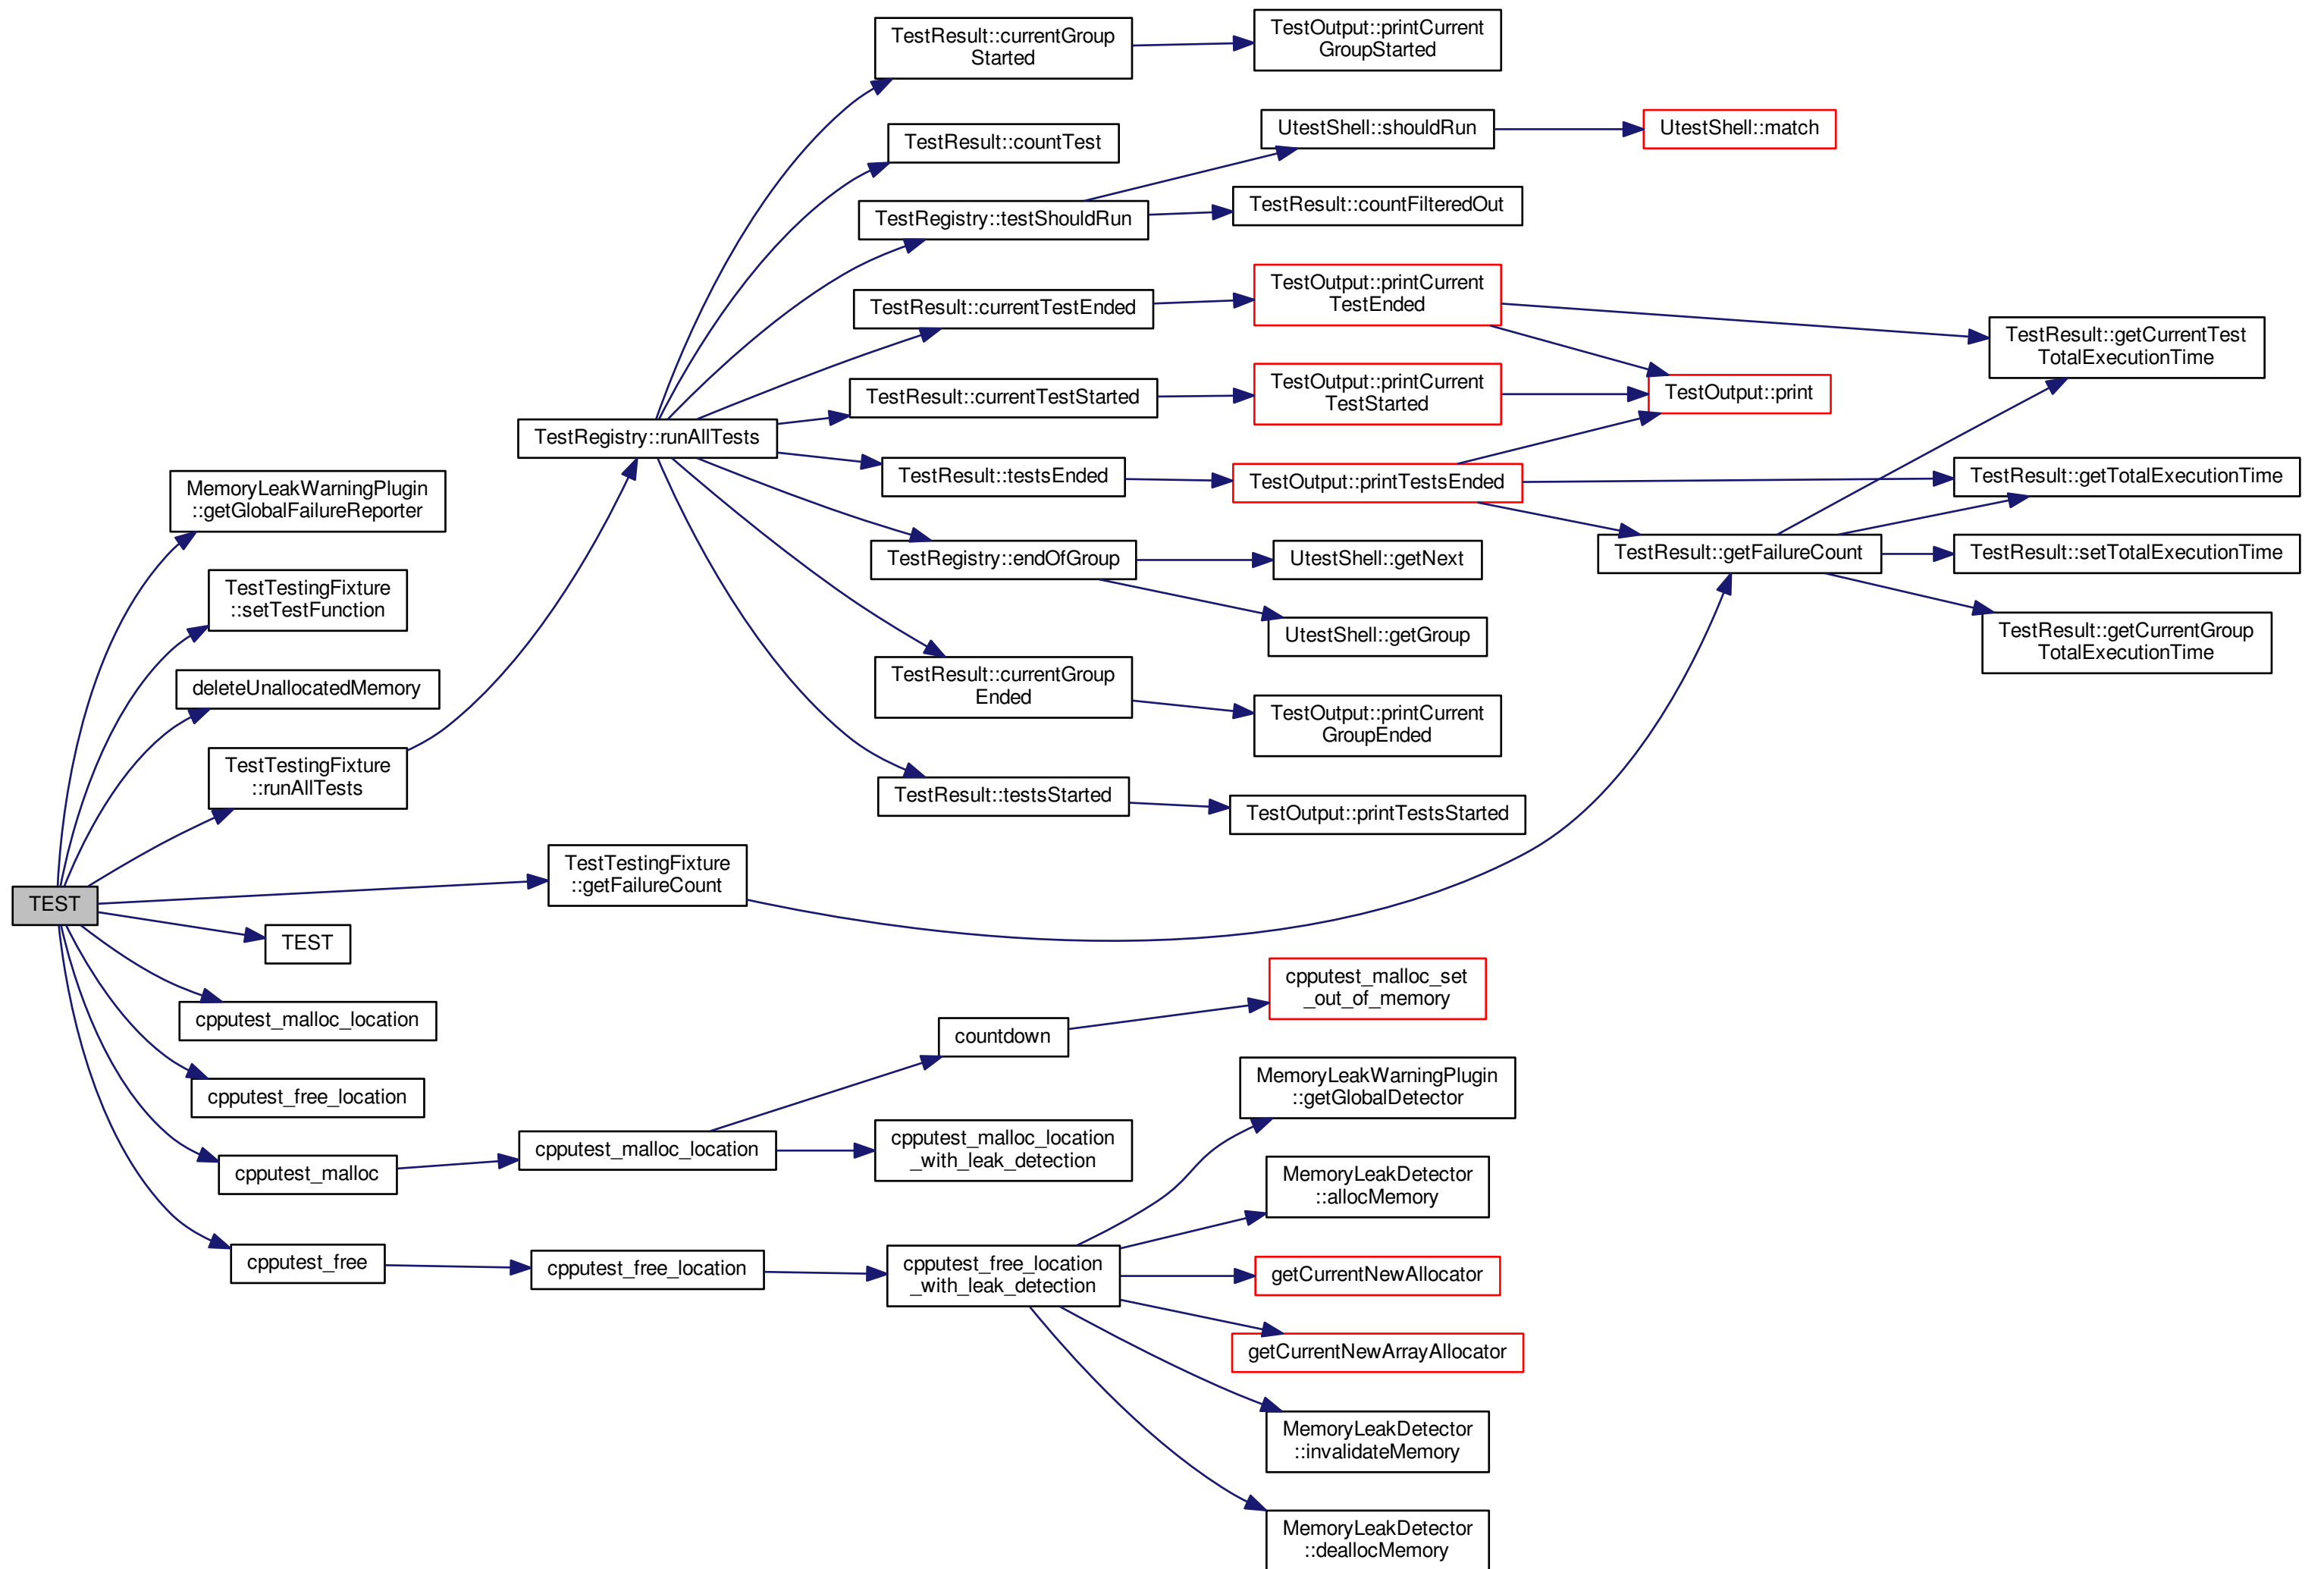 TEST
MemoryLeakWarningPlugin
::getGlobalFailureReporter
TestTestingFixture
::setTestFunction
deleteUnallocatedMemory
TestTestingFixture
::runAllTests
TestRegistry::runAllTests
TestResult::currentGroup
Started
TestOutput::printCurrent
GroupStarted
TestResult::countTest
TestRegistry::testShouldRun
UtestShell::shouldRun
UtestShell::match
TestResult::countFilteredOut
TestResult::currentTestEnded
TestOutput::printCurrent
TestEnded
TestResult::getCurrentTest
TotalExecutionTime
TestOutput::print
TestResult::currentTestStarted
TestOutput::printCurrent
TestStarted
TestResult::testsEnded
TestOutput::printTestsEnded
TestResult::getTotalExecutionTime
TestResult::getFailureCount
TestResult::setTotalExecutionTime
TestResult::getCurrentGroup
TotalExecutionTime
TestRegistry::endOfGroup
UtestShell::getNext
UtestShell::getGroup
TestResult::currentGroup
Ended
TestOutput::printCurrent
GroupEnded
TestResult::testsStarted
TestOutput::printTestsStarted
TestTestingFixture
::getFailureCount
TEST
cpputest_malloc_location
cpputest_free_location
cpputest_malloc
cpputest_malloc_location
countdown
cpputest_malloc_set
_out_of_memory
cpputest_malloc_location
_with_leak_detection
cpputest_free
cpputest_free_location
cpputest_free_location
_with_leak_detection
MemoryLeakWarningPlugin
::getGlobalDetector
MemoryLeakDetector
::allocMemory
getCurrentNewAllocator
getCurrentNewArrayAllocator
MemoryLeakDetector
::invalidateMemory
MemoryLeakDetector
::deallocMemory